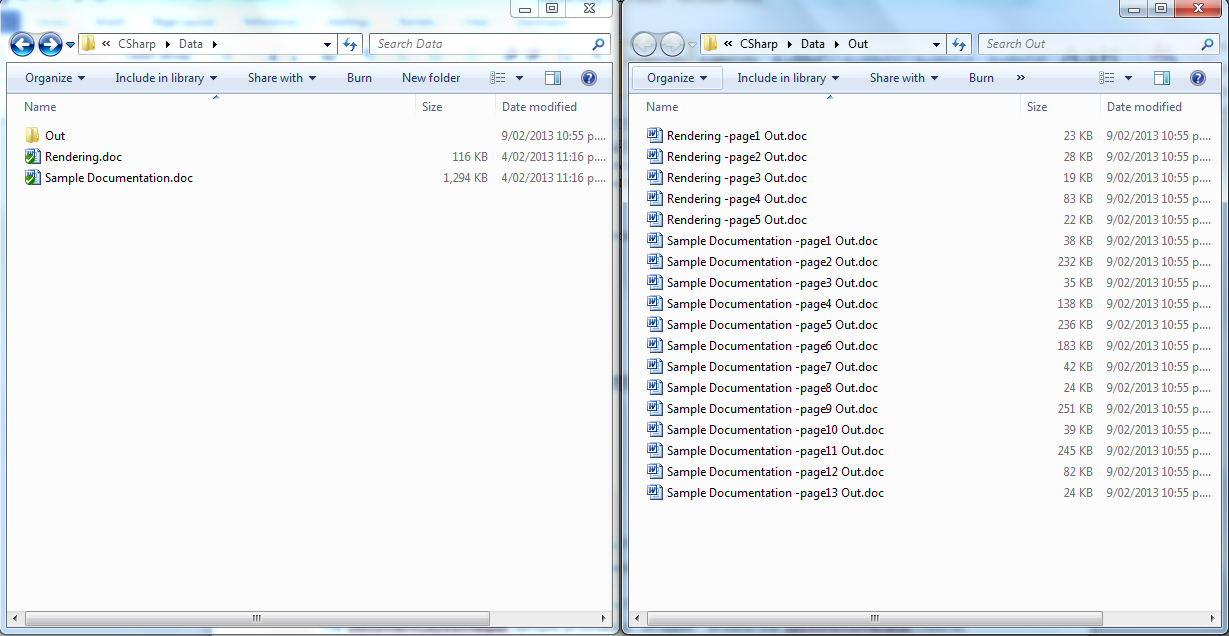 CSharp Data
Search Data
Organize Include in library Share with Burn New folder
Name Size Date modified
Out 9/02/2013 10:55 p....
Rendering.doc 116 KB 4/02/2013 11:16 p....
Sample Documentation.doc 1,294 KB 4/02/2013 11:16 p....
CSharp Data Out
Search Out
Organize Include in library Share with Burn »
Name Size Date modified
Rendering -page1 Out.doc 23 KB 9/02/2013 10:55 p....
Rendering -page2 Out.doc 28 KB 9/02/2013 10:55 p....
Rendering -page3 Out.doc 19 KB 9/02/2013 10:55 p....
Rendering -page4 Out.doc 83 KB 9/02/2013 10:55 p....
Rendering -page5 Out.doc 22 KB 9/02/2013 10:55 p....
Sample Documentation -page1 Out.doc 38 KB 9/02/2013 10:55 p....
Sample Documentation -page2 Out.doc 232 KB 9/02/2013 10:55 p....
Sample Documentation -page3 Out.doc 35 KB 9/02/2013 10:55 p....
Sample Documentation -page4 Out.doc 138 KB 9/02/2013 10:55 p....
Sample Documentation -page5 Out.doc 236 KB 9/02/2013 10:55 p....
Sample Documentation -page6 Out.doc 183 KB 9/02/2013 10:55 p....
Sample Documentation -page7 Out.doc 42 KB 9/02/2013 10:55 p....
Sample Documentation -page8 Out.doc 24 KB 9/02/2013 10:55 p....
Sample Documentation -page9 Out.doc 251 KB 9/02/2013 10:55 p....
Sample Documentation -page10 Out.doc 39 KB 9/02/2013 10:55 p....
Sample Documentation -page11 Out.doc 245 KB 9/02/2013 10:55 p....
Sample Documentation -page12 Out.doc 82 KB 9/02/2013 10:55 p....
Sample Documentation -page13 Out.doc 24 KB 9/02/2013 10:55 p....